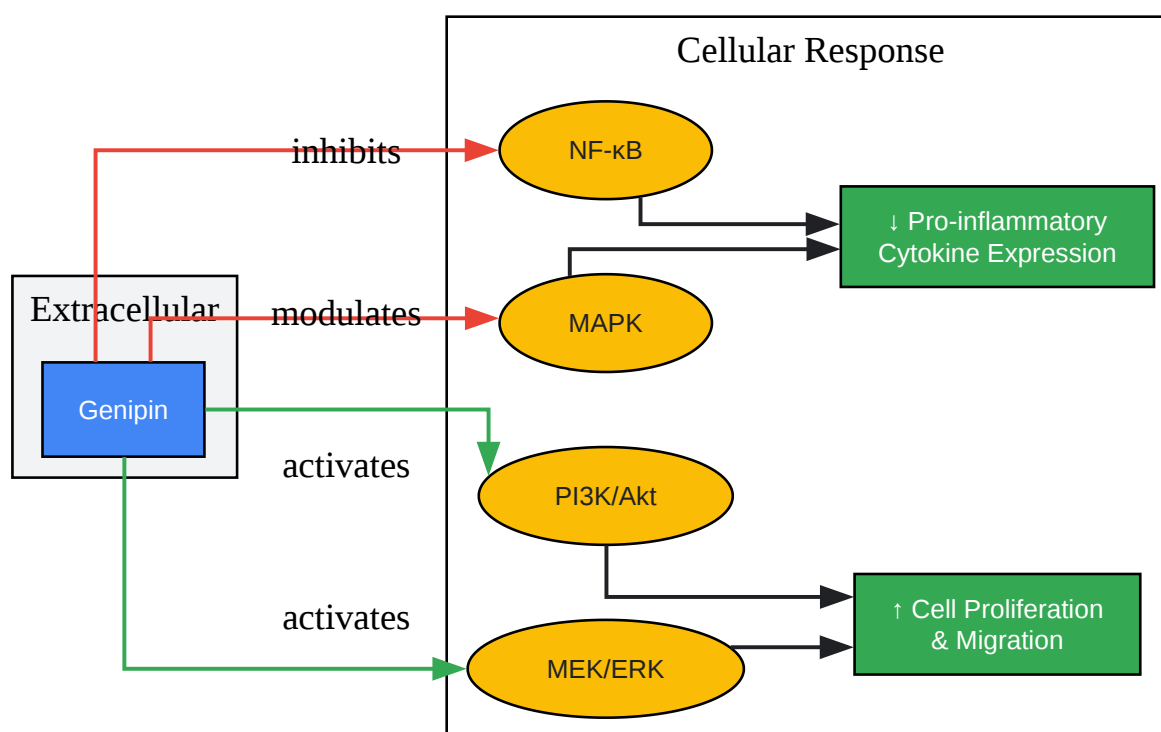 Cellular Response
inhibits
NF-κB
↓ Pro-inflammatory
Cytokine Expression
Extracellular
modulates
MAPK
Genipin
activates
PI3K/Akt
activates
↑ Cell Proliferation
& Migration
MEK/ERK